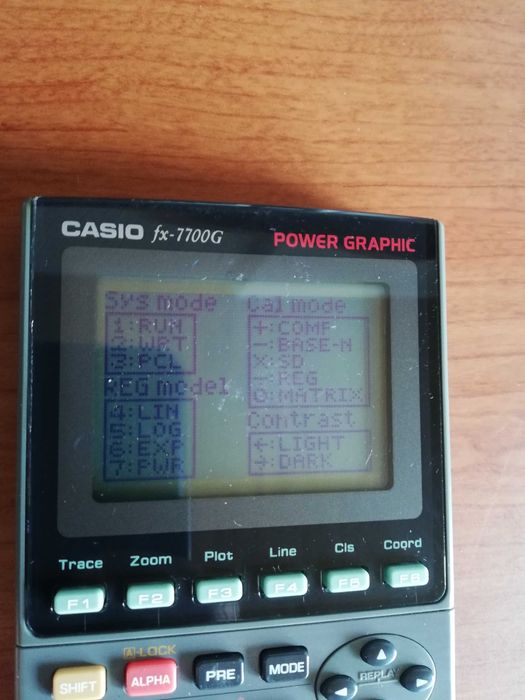 CASIO fx-7700G POWER GRAPHIC
Sys mode
1:RUN
2:WRT
3:PCL
REG model
4:LIN
5:LOG
6:EXP
7:PWR
Cal mode
+:COMP
-:BASE-N
×:SD
÷:REG
0:MATRIX
Contrast
←:LIGHT
→:DARK
Trace Zoom Plot Line Cls Coord
F1 F2 F3 F4 F5 F6
A-LOCK
SHIFT ALPHA PRE MODE
REPLAY